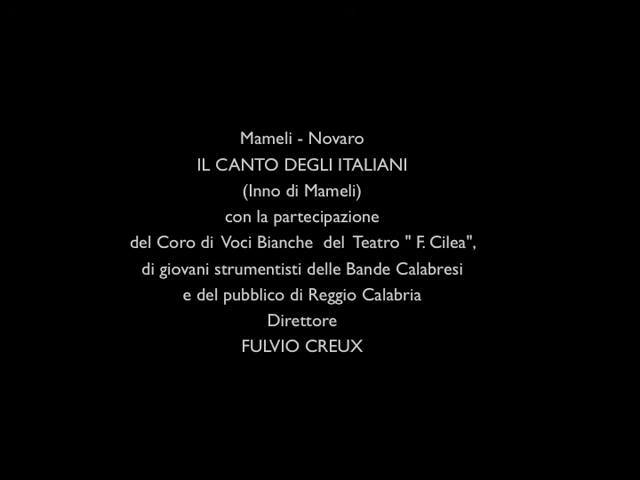 Mameli - Novaro
IL CANTO DEGLI ITALIANI
(Inno di Mameli)
con la partecipazione
del Coro di Voci Bianche del Teatro " F. Cilea",
di giovani strumentisti delle Bande Calabresi
e del pubblico di Reggio Calabria
Direttore
FULVIO CREUX